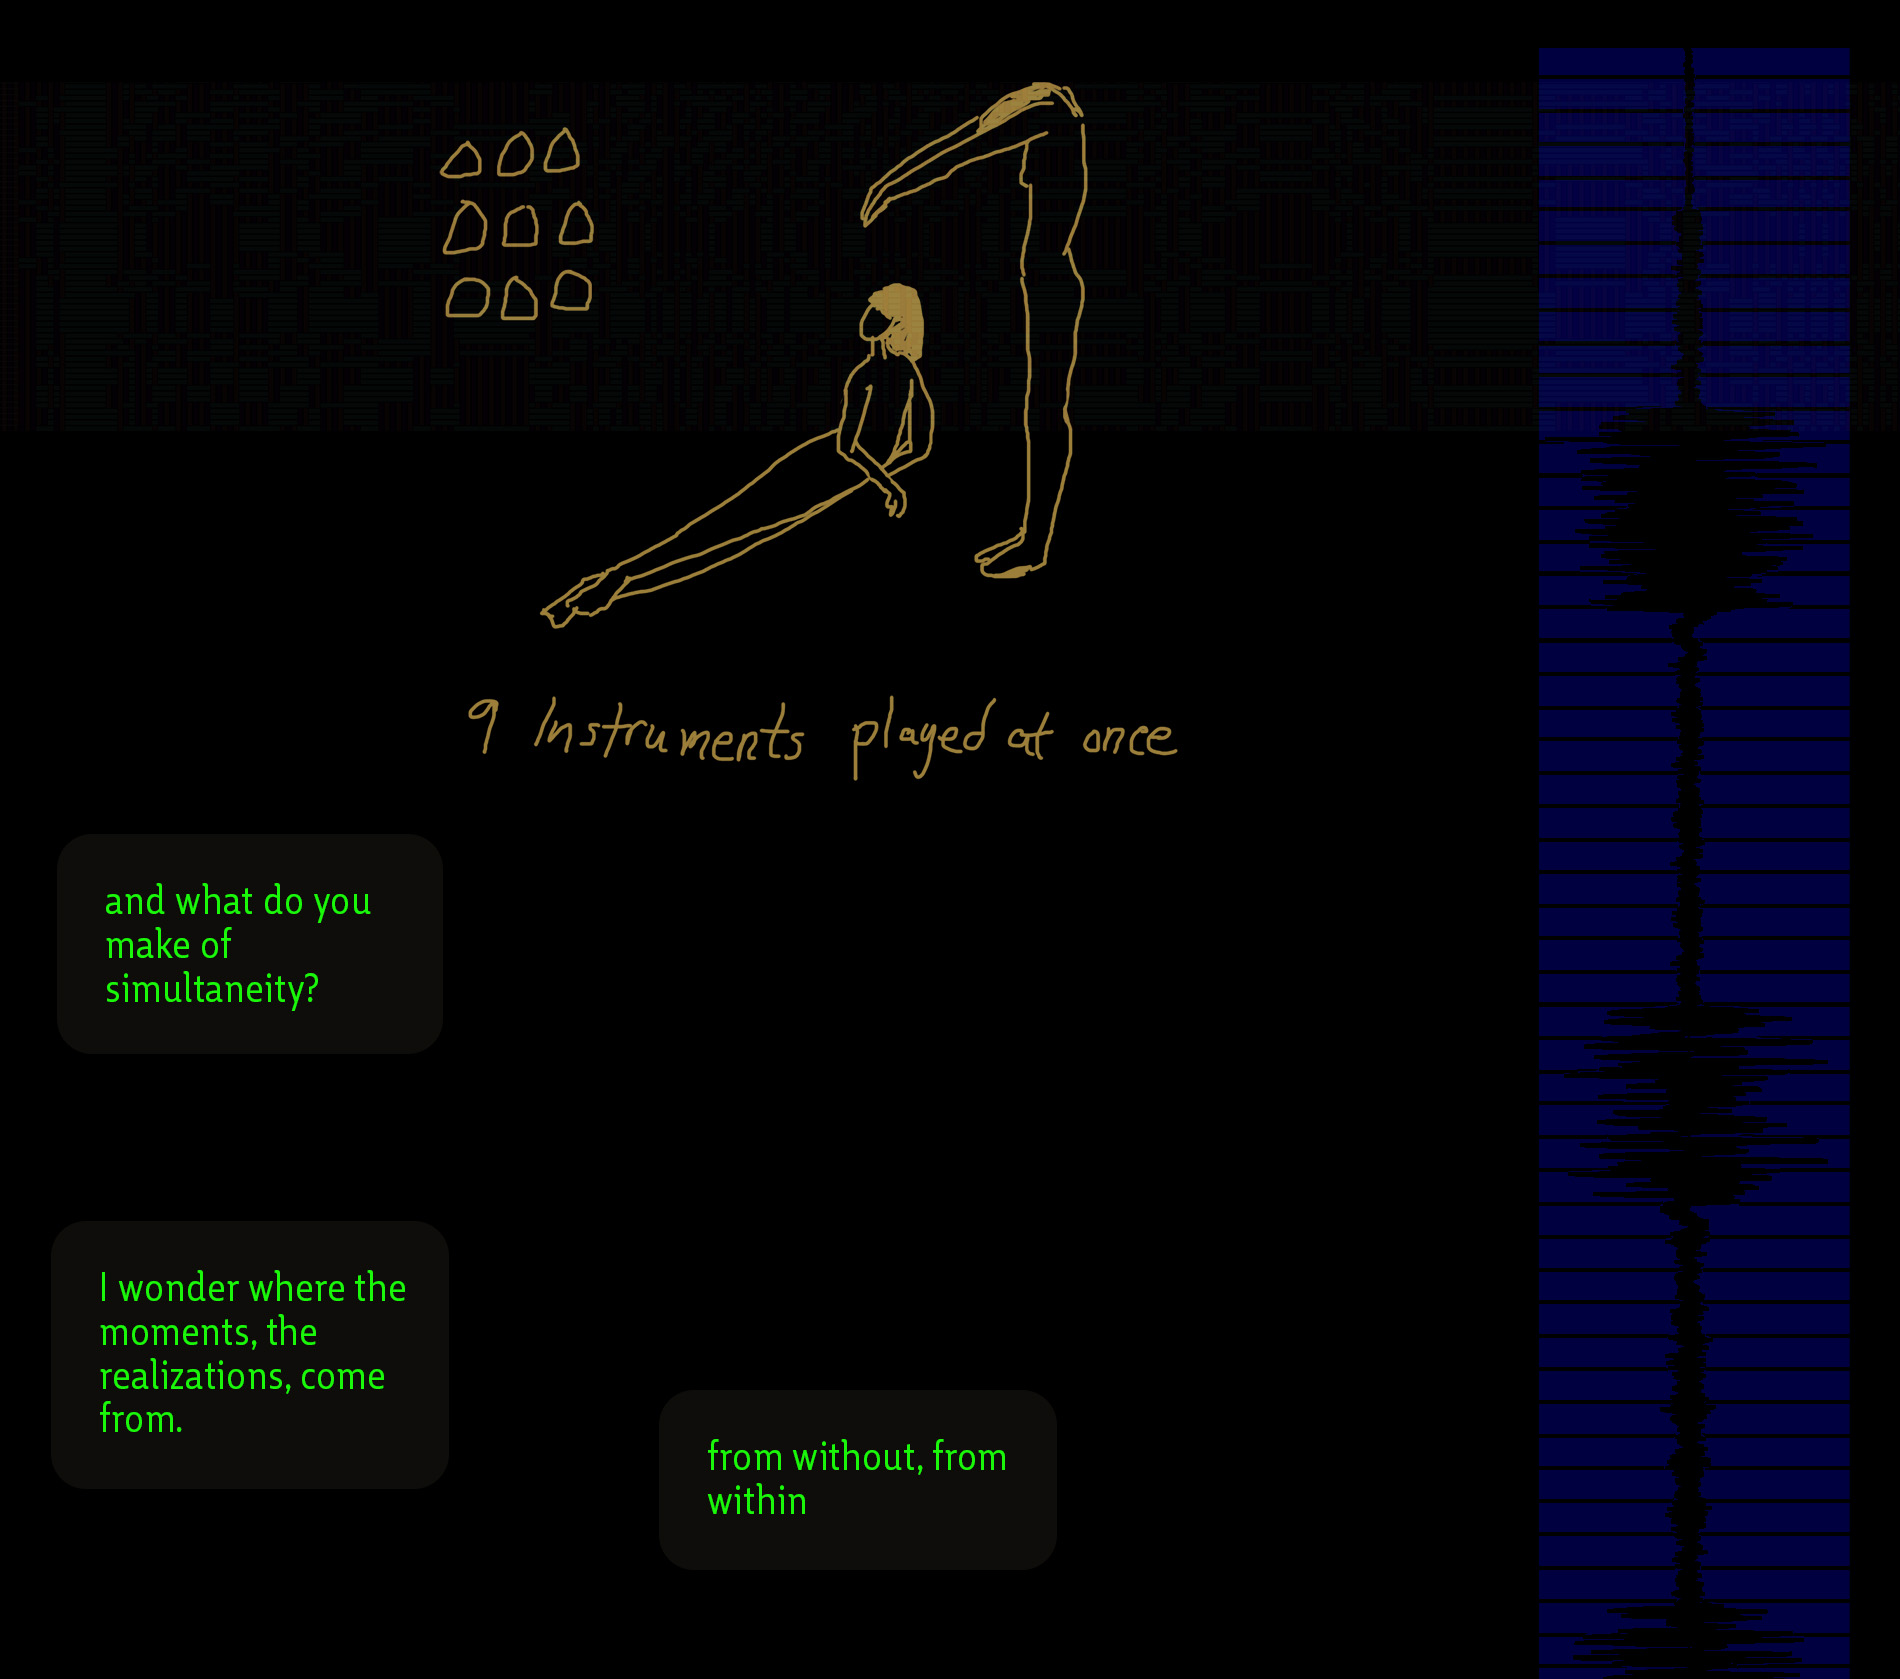 9 Instruments played at once
and what do you
make of
simultaneity?
I wonder where the
moments, the
realizations, come
from.
from without, from
within